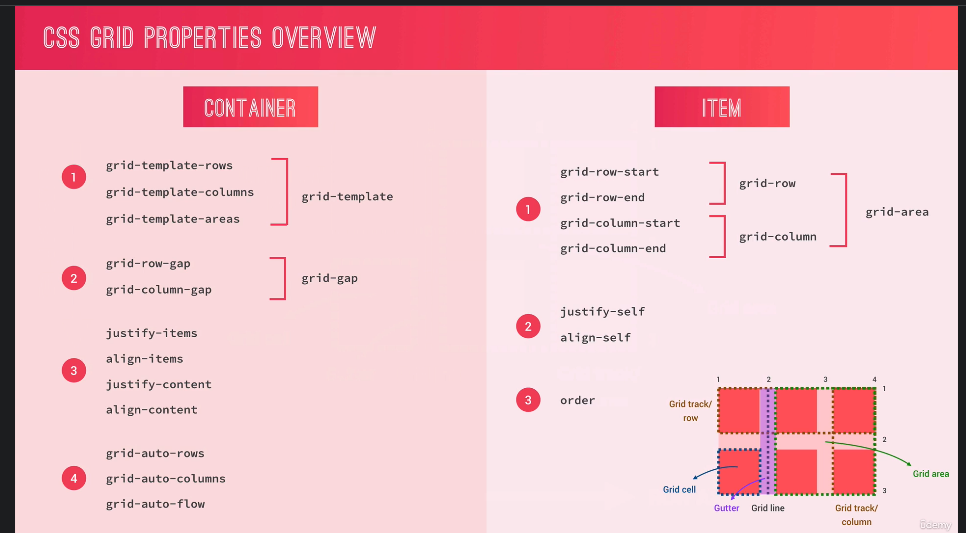 CSS GRID PROPERTIES OVERVIEW
CONTAINER
1
grid-template-rows
grid-template-columns
grid-template-areas
grid-template
2
grid-row-gap
grid-column-gap
grid-gap
3
justify-items
align-items
justify-content
align-content
4
grid-auto-rows
grid-auto-columns
grid-auto-flow
ITEM
1
grid-row-start
grid-row-end
grid-column-start
grid-column-end
grid-row
grid-column
grid-area
2
justify-self
align-self
3
order
1 2 3 4
1
2
3
Grid track/
row
Grid cell
Gutter
Grid line
Grid track/
column
Grid area
Udemy